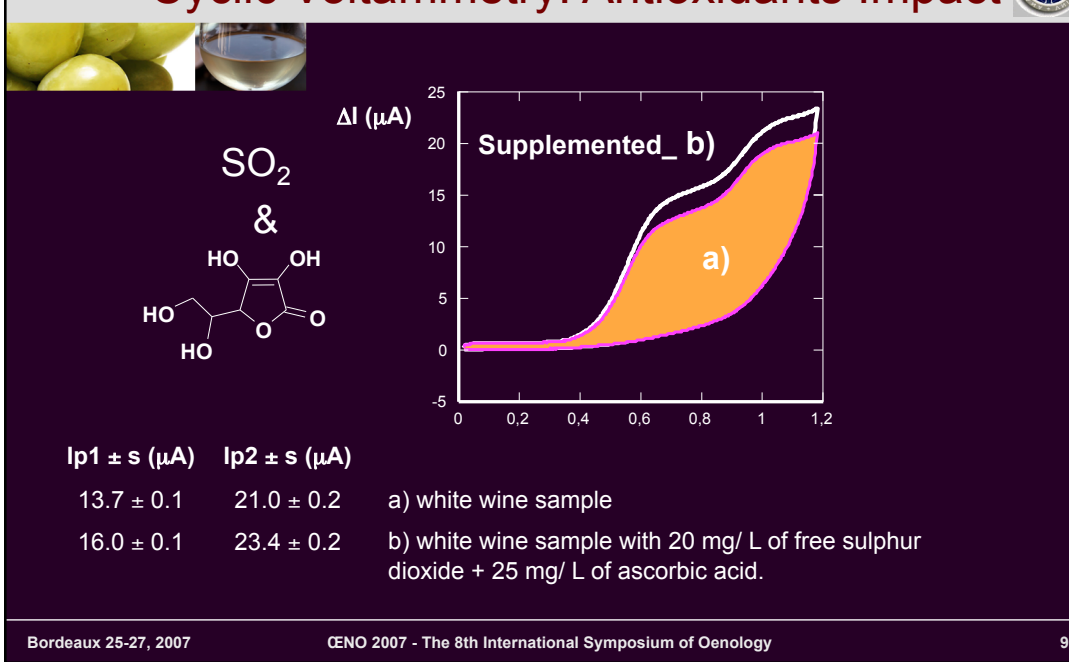 Cyclic Voltammetry: Antioxidants Impact
ΔI (μA)
25
20
15
10
5
0
-5
0 0,2 0,4 0,6 0,8 1 1,2
Supplemented_ b)
a)
SO₂
&
HO OH
HO O O
HO
Ip1 ± s (μA) Ip2 ± s (μA)
13.7 ± 0.1 21.0 ± 0.2 a) white wine sample
16.0 ± 0.1 23.4 ± 0.2 b) white wine sample with 20 mg/ L of free sulphur
dioxide + 25 mg/ L of ascorbic acid.
Bordeaux 25-27, 2007 ŒNO 2007 - The 8th International Symposium of Oenology 9